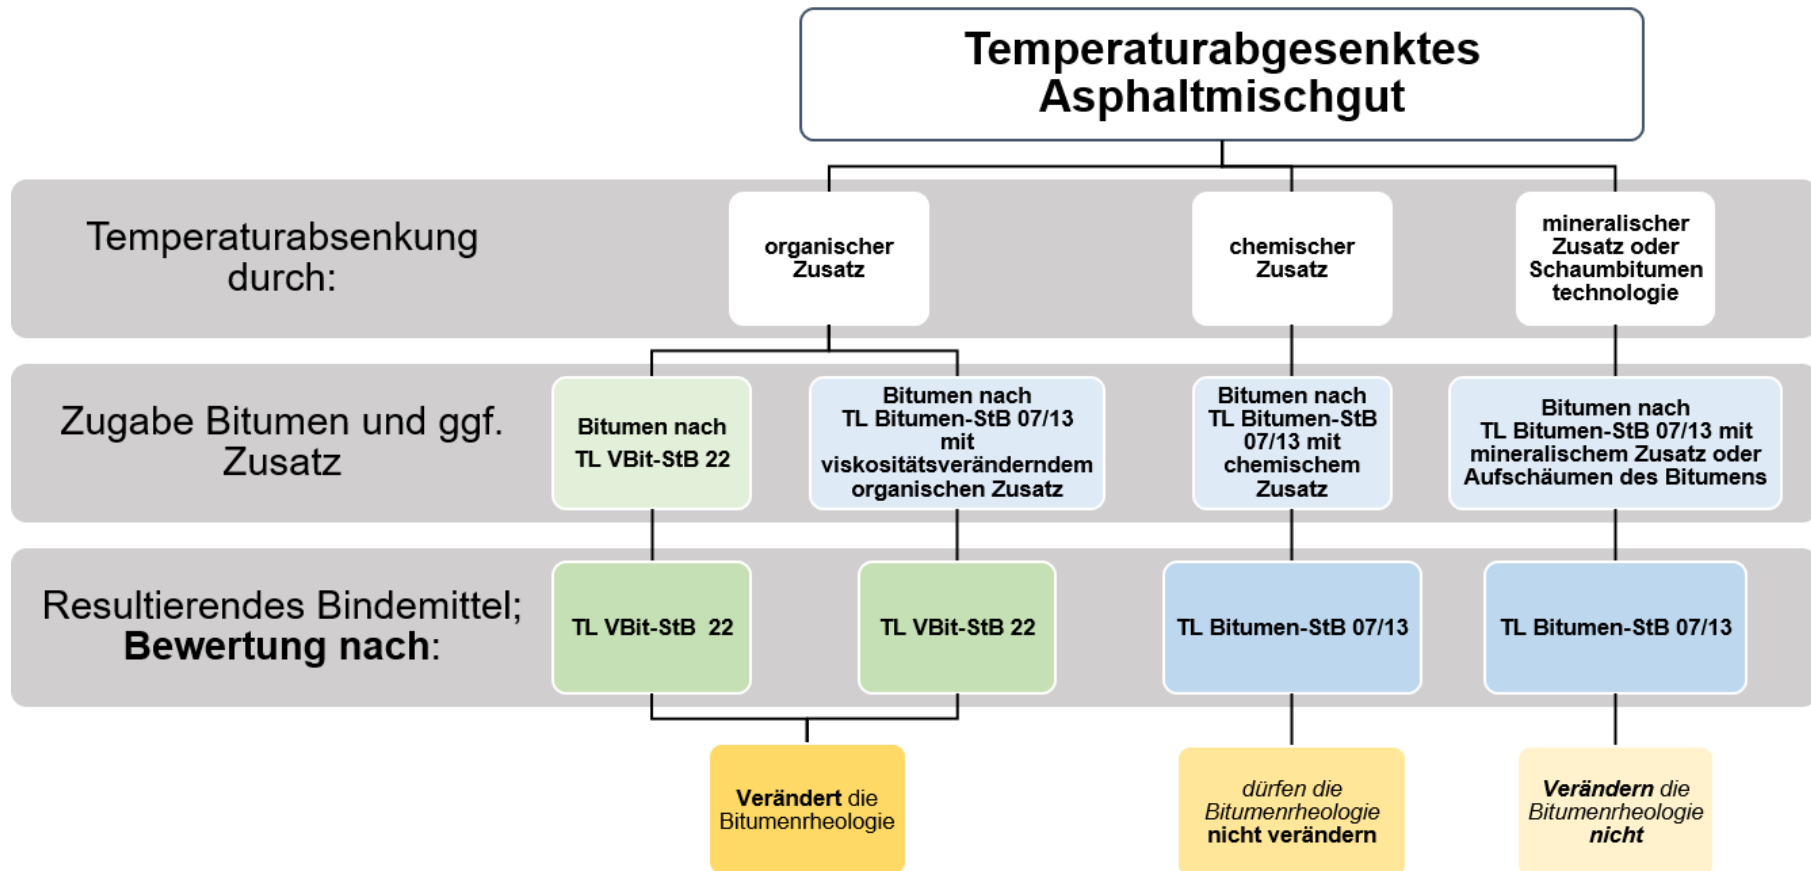 Temperaturabgesenktes
Asphaltmischgut
Temperaturabsenkung
durch:
organischer
Zusatz
chemischer
Zusatz
mineralischer
Zusatz oder
Schaumbitumen
technologie
Zugabe Bitumen und ggf.
Zusatz
Bitumen nach
TL VBit-StB 22
Bitumen nach
TL Bitumen-StB 07/13
mit
viskositätsveränderndem
organischen Zusatz
Bitumen nach
TL Bitumen-StB
07/13 mit
chemischem
Zusatz
Bitumen nach
TL Bitumen-StB 07/13 mit
mineralischem Zusatz oder
Aufschäumen des Bitumens
Resultierendes Bindemittel;
Bewertung nach:
TL VBit-StB 22
TL VBit-StB 22
TL Bitumen-StB 07/13
TL Bitumen-StB 07/13
Verändert die
Bitumenrheologie
dürfen die
Bitumenrheologie
nicht verändern
Verändern die
Bitumenrheologie
nicht